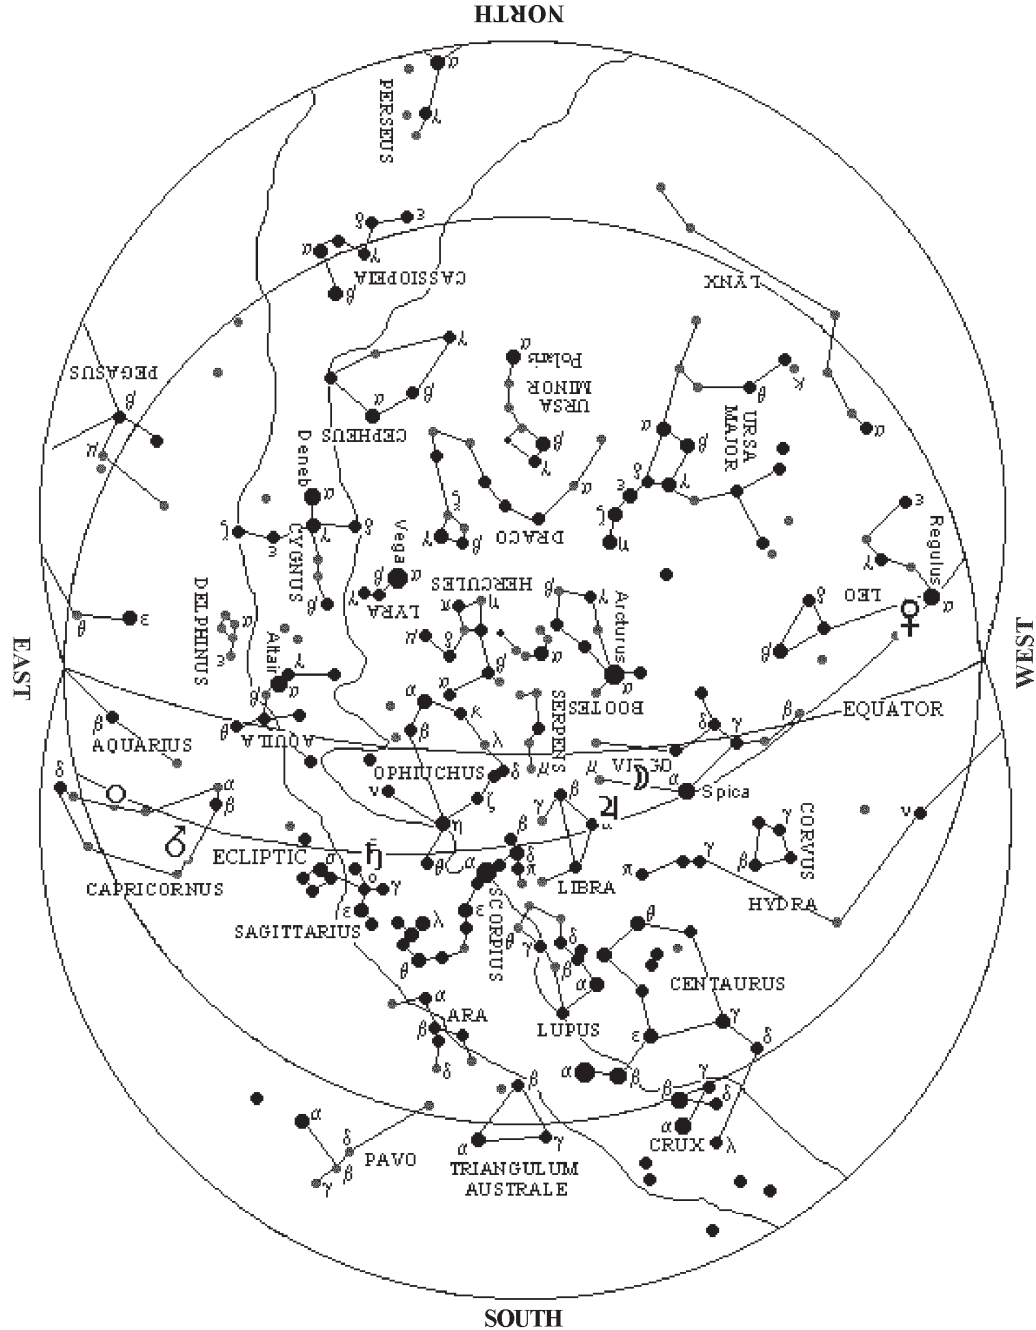 NORTH
α
PERSEUS
γ
δ
ε
α
γ
CASSIOPEIA
β
LYNX
γ
α
Polaris
PEGASUS
β
URSA
MINOR
κ
θ
β
α
CEPHEUS
URSA
MAJOR
α
μ
Deneb
α
β
γ
δ
ε
α
ζ
γ
β
DRACO
ζ
η
ζ
ε
γ
δ
CYGNUS
β
Vega
α
β
γ
LYRA
HERCULES
π
η
μ
δ
β
α
β
γ
α
Arcturus
α
BOOTES
ε
γ
Regulus
α
LEO
δ
β
♀
EAST
WEST
θ
ε
DELPHINUS
α
ε
Altair
γ
α
β
θ
AQUILA
β
AQUARIUS
α
β
κ
λ
OPHIUCHUS
δ
ν
ζ
η
θ
SERPENS
μ
μ
VIRGO
δ
γ
β
EQUATOR
α
Spica
☽
♃
δ
α
β
♂
CAPRICORNUS
ECLIPTIC
♄
σ
ο
γ
ε
λ
SAGITTARIUS
θ
α
β
δ
π
SCORPIUS
ε
γ
β
LIBRA
γ
β
CORVUS
ν
π
γ
HYDRA
θ
γ
δ
β
α
LUPUS
θ
CENTAURUS
ε
γ
δ
α
β
α
ARA
β
δ
β
α
γ
TRIANGULUM
AUSTRALE
γ
β
δ
α
CRUX
λ
α
δ
β
γ
PAVO
SOUTH